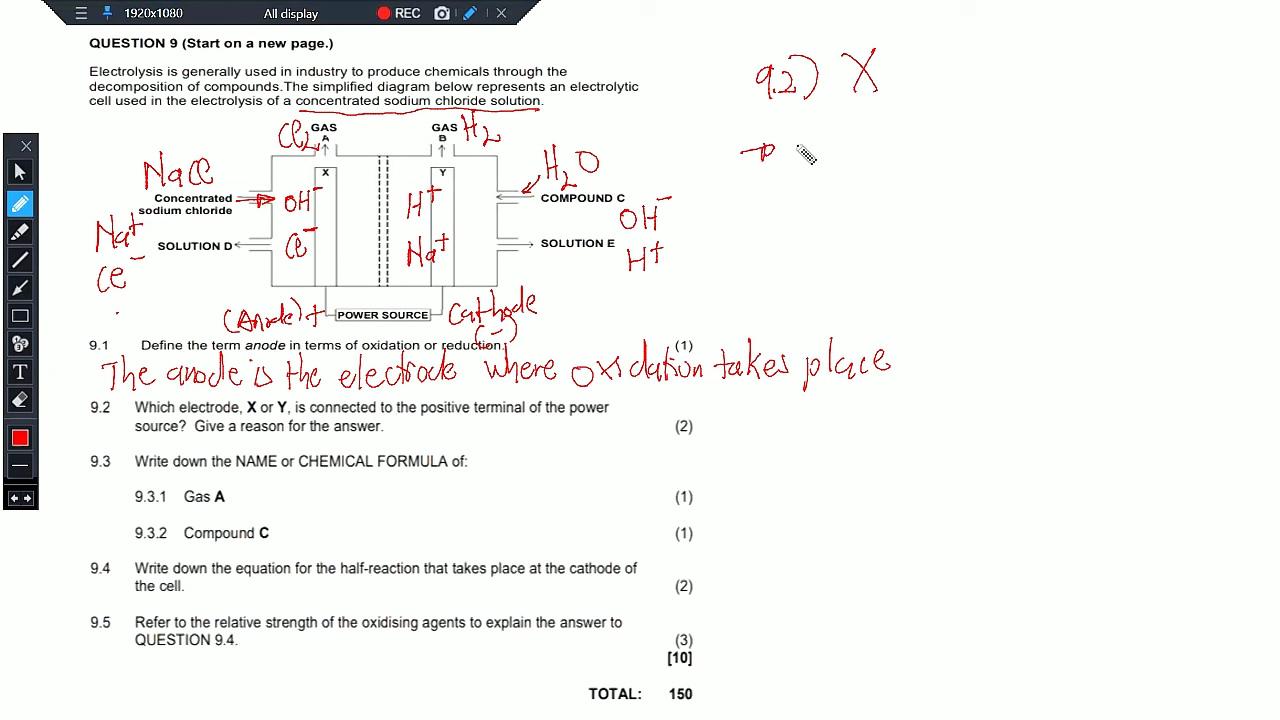 1920x1080 All display REC
QUESTION 9 (Start on a new page.)
Electrolysis is generally used in industry to produce chemicals through the
decomposition of compounds.The simplified diagram below represents an electrolytic
cell used in the electrolysis of a concentrated sodium chloride solution.
9.2) X
Cl₂ GAS A
GAS B H₂
NaCl
H₂O
X
Y
Concentrated
sodium chloride
OH⁻
H⁺
COMPOUND C
OH⁻
Na⁺
SOLUTION D
Cl⁻
Na⁺
SOLUTION E
H⁺
Cl⁻
(Anode) +
POWER SOURCE
Cathode
(-)
9.1 Define the term anode in terms of oxidation or reduction. (1)
The anode is the electrode where oxidation takes place
9.2 Which electrode, X or Y, is connected to the positive terminal of the power
source? Give a reason for the answer. (2)
9.3 Write down the NAME or CHEMICAL FORMULA of:
9.3.1 Gas A (1)
9.3.2 Compound C (1)
9.4 Write down the equation for the half-reaction that takes place at the cathode of
the cell. (2)
9.5 Refer to the relative strength of the oxidising agents to explain the answer to
QUESTION 9.4. (3)
[10]
TOTAL: 150
T